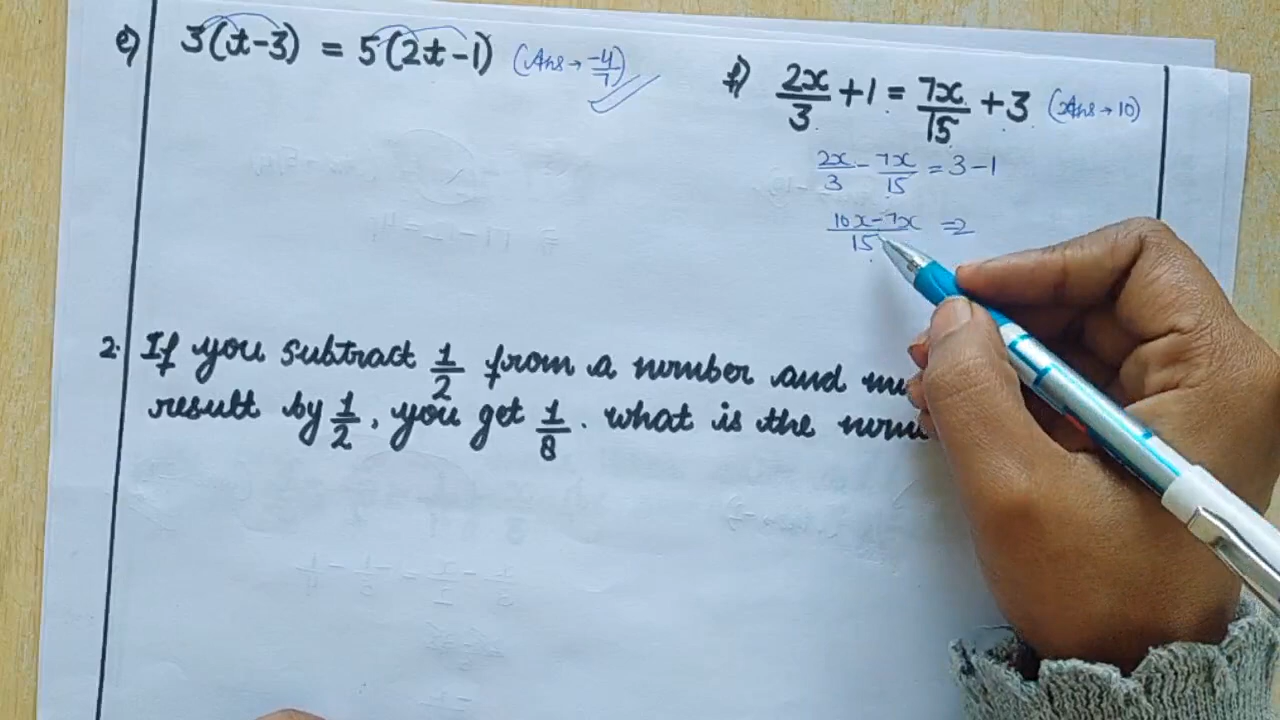 e) 3(t-3) = 5(2t-1) (Ans → -4/7)
f) 2x/3 + 1 = 7x/15 + 3 (Ans → 10)
2x/3 - 7x/15 = 3-1
10x-7x/15 = 2
2. If you subtract 1/2 from a number and mu
result by 1/2, you get 1/8. what is the num